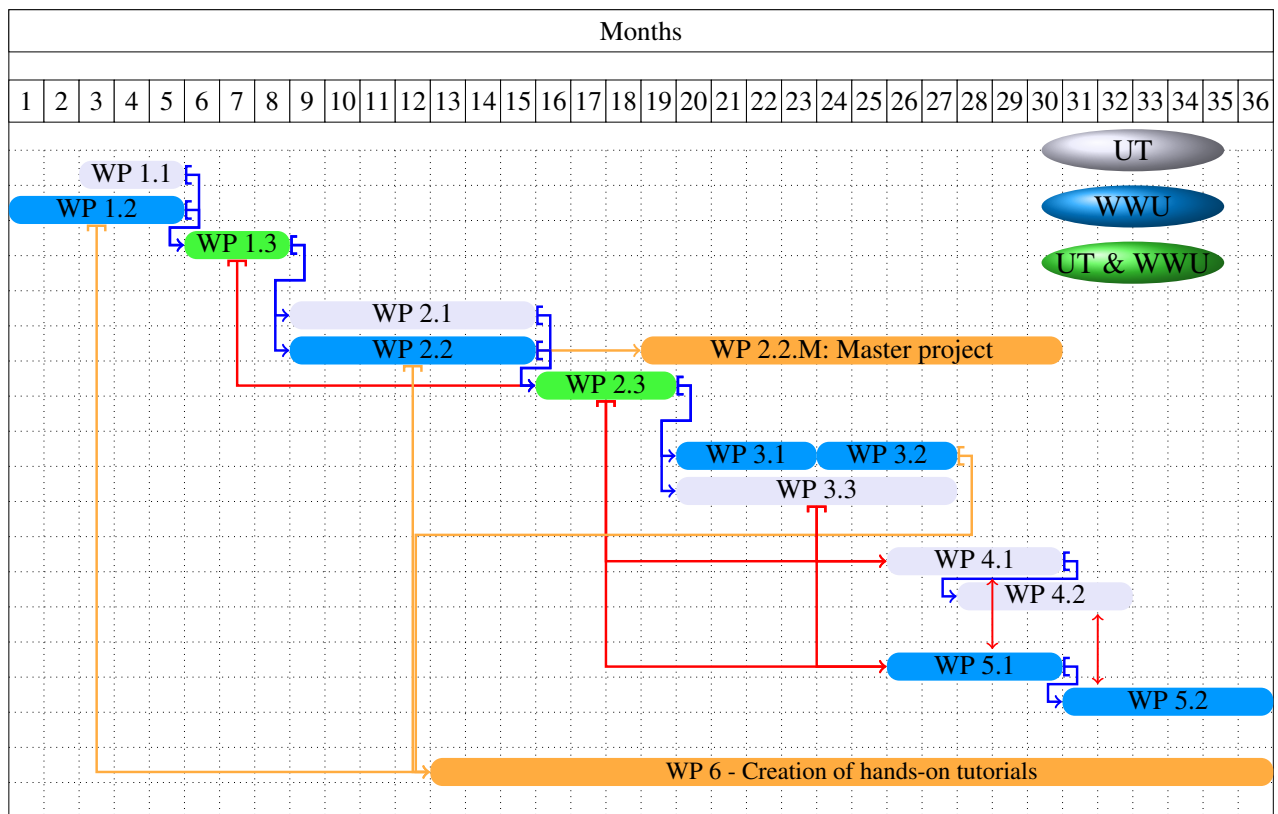 Months
1 2 3 4 5 6 7 8 9 10 11 12 13 14 15 16 17 18 19 20 21 22 23 24 25 26 27 28 29 30 31 32 33 34 35 36
UT
WP 1.1
WP 1.2
WWU
WP 1.3
UT & WWU
WP 2.1
WP 2.2
WP 2.2.M: Master project
WP 2.3
WP 3.1
WP 3.2
WP 3.3
WP 4.1
WP 4.2
WP 5.1
WP 5.2
WP 6 - Creation of hands-on tutorials